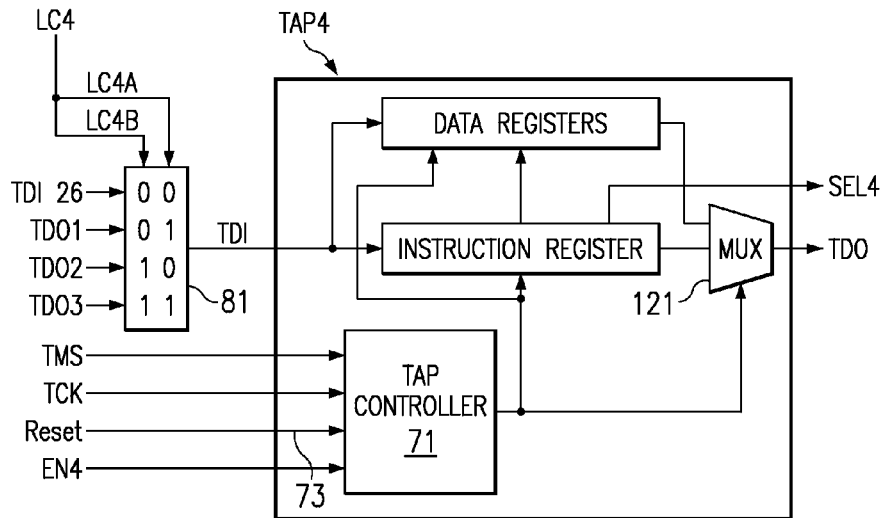 LC4
TAP4
LC4A
LC4B
DATA REGISTERS
SEL4
TDI 26
0 0
TDO1
0 1
TDI
INSTRUCTION REGISTER
MUX
TDO
TDO2
1 0
TDO3
1 1
81
121
TMS
TCK
Reset
EN4
TAP
CONTROLLER
71
73